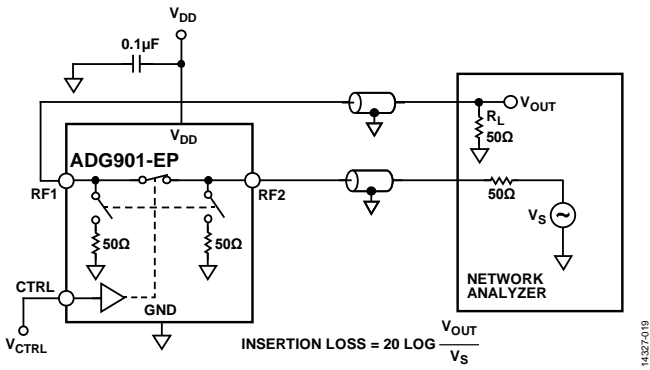 VDD
0.1µF
VDD
ADG901-EP
RF1
RF2
50Ω
50Ω
CTRL
GND
VCTRL
VOUT
RL
50Ω
50Ω
VS
~
NETWORK
ANALYZER
INSERTION LOSS = 20 LOG VOUT
VS
14327-019